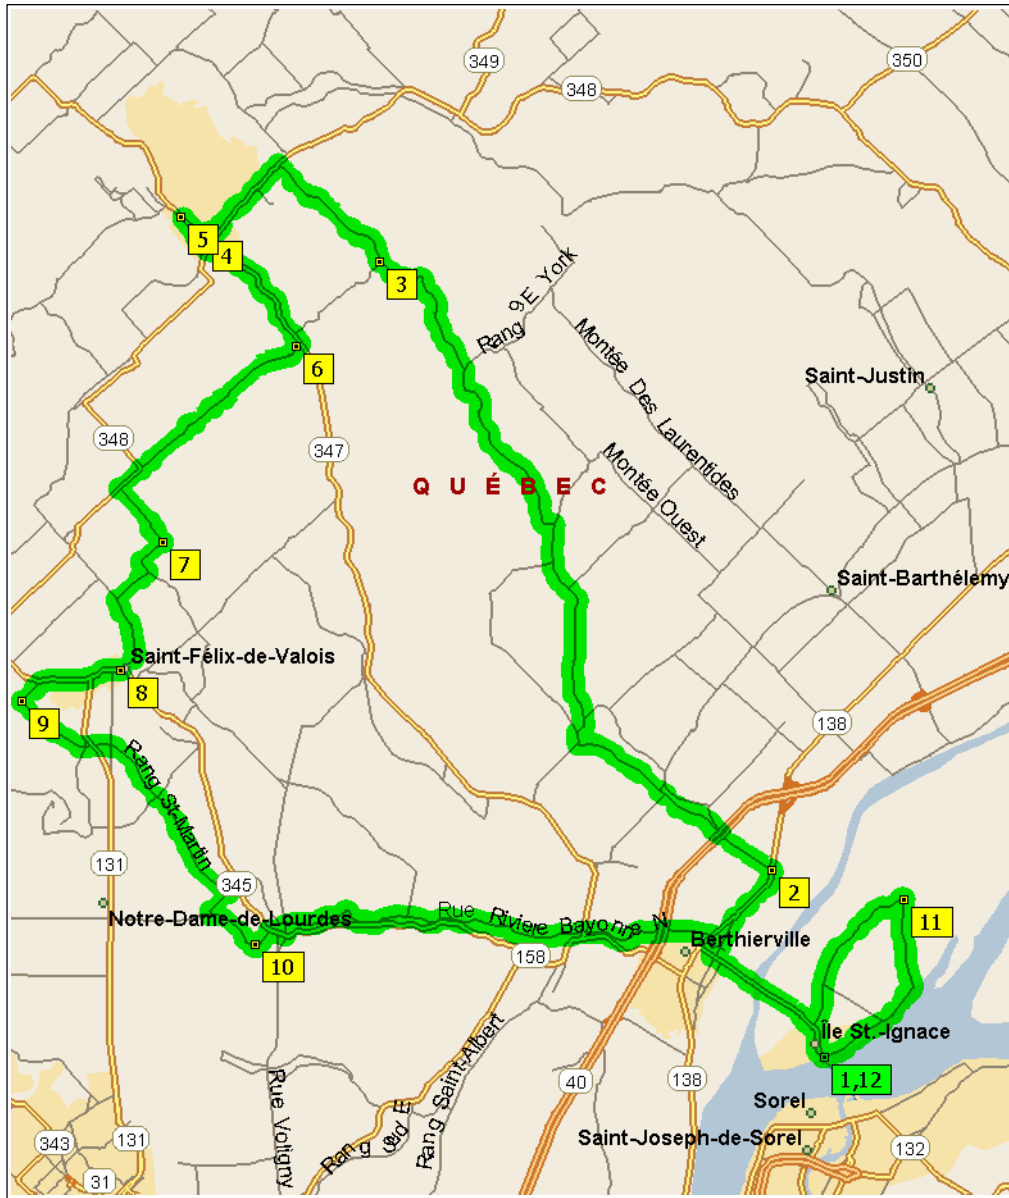 349
350
348
5
4
3
Rang 9E York
6
Montée Des Laurentides
Saint-Justin
348
347
QUÉBEC
Montée Ouest
7
Saint-Barthélemy
Saint-Félix-de-Valois
8
9
138
Rang St-Martin
131
345
2
Notre-Dame-de-Lourdes
Rue Riviere Bayonne N
11
Berthierville
10
158
Île St.-Ignace
Rang Saint-Albert
1,12
40
138
Sorel
Rue Voligny
343
131
Saint-Joseph-de-Sorel
132
31